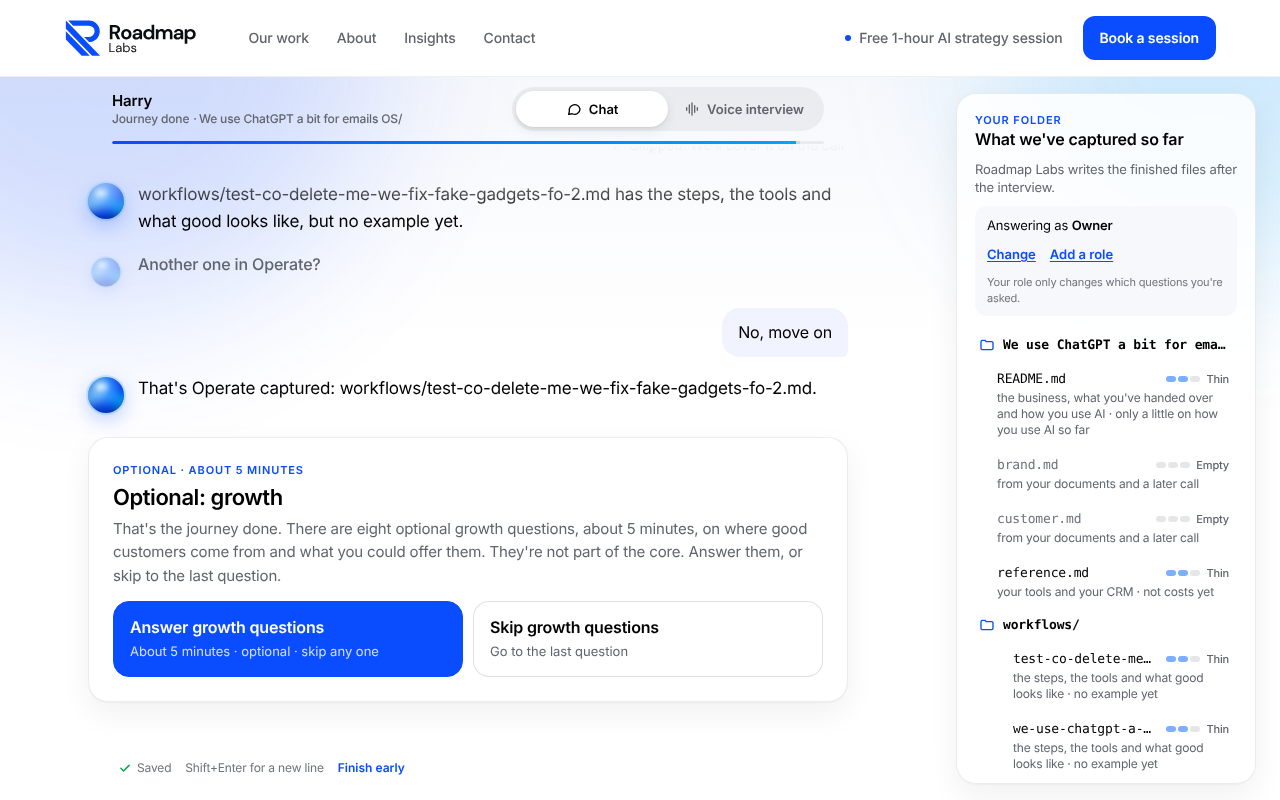 Roadmap
Labs
Our work
About
Insights
Contact
Free 1-hour AI strategy session
Book a session
Harry
Journey done · We use ChatGPT a bit for emails OS/
Chat
Voice interview
workflows/test-co-delete-me-we-fix-fake-gadgets-fo-2.md has the steps, the tools and
what good looks like, but no example yet.
Another one in Operate?
No, move on
That's Operate captured: workflows/test-co-delete-me-we-fix-fake-gadgets-fo-2.md.
OPTIONAL · ABOUT 5 MINUTES
Optional: growth
That's the journey done. There are eight optional growth questions, about 5 minutes, on where good
customers come from and what you could offer them. They're not part of the core. Answer them, or
skip to the last question.
Answer growth questions
About 5 minutes · optional · skip any one
Skip growth questions
Go to the last question
Saved
Shift+Enter for a new line
Finish early
YOUR FOLDER
What we've captured so far
Roadmap Labs writes the finished files after
the interview.
Answering as Owner
Change
Add a role
Your role only changes which questions you're
asked.
We use ChatGPT a bit for ema…
README.md
Thin
the business, what you've handed over
and how you use AI · only a little on how
you use AI so far
brand.md
Empty
from your documents and a later call
customer.md
Empty
from your documents and a later call
reference.md
Thin
your tools and your CRM · not costs yet
workflows/
test-co-delete-me…
Thin
the steps, the tools and what good
looks like · no example yet
we-use-chatgpt-a-…
Thin
the steps, the tools and what good
looks like · no example yet